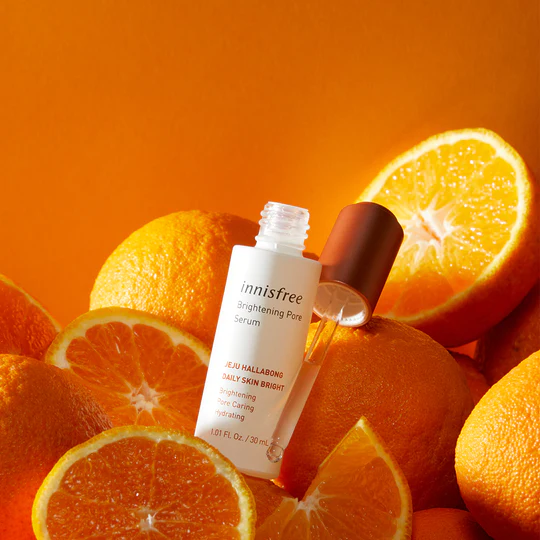 innisfree
Brightening Pore
Serum
JEJU HALLABONG
DAILY SKIN BRIGHT
Brightening
Pore Caring
Hydrating
1.01 Fl. Oz. / 30 mL